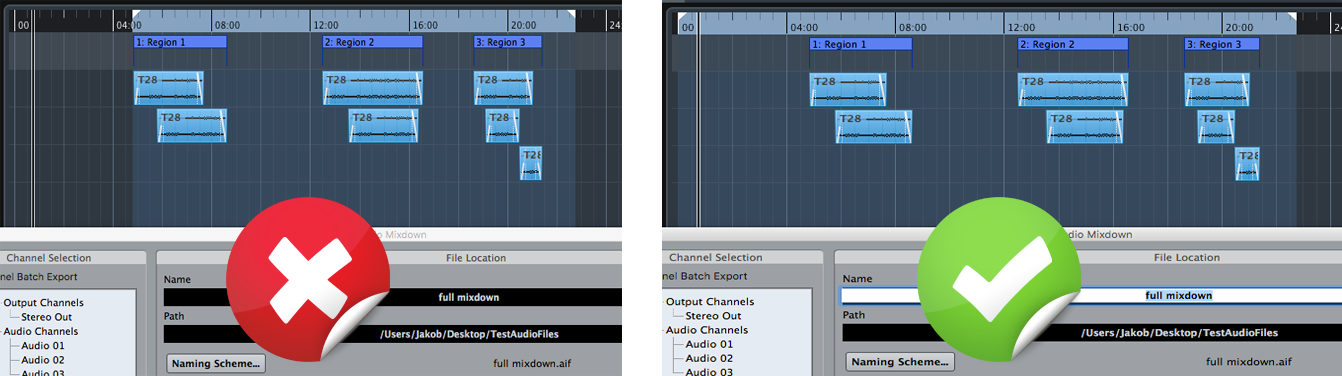 00 04:00 08:00 12:00 16:00 20:00 24:
1: Region 1 2: Region 2 3: Region 3
T28 T28 T28
T28 T28 T28
T28
Mixdown
Channel Selection File Location
nel Batch Export
Name
Output Channels
full mixdown
Stereo Out
Path
Audio Channels
/Users/Jakob/Desktop/TestAudioFiles
Audio 01
Audio 02
Naming Scheme... full mixdown.aif
Audio 03
00 04:00 08:00 12:00 16:00 20:00
1: Region 1 2: Region 2 3: Region 3
T28 T28 T28
T28 T28 T28
T28
dio Mixdown
Channel Selection File Location
nel Batch Export
Name
full mixdown
Output Channels
Stereo Out
Path
Audio Channels
/Users/Jakob/Desktop/TestAudioFiles
Audio 01
Audio 02
Naming Scheme... full mixdown.aif
Audio 03